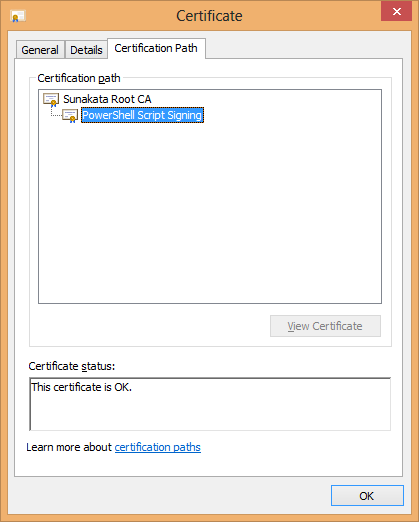 Certificate
General
Details
Certification Path
Certification path
Sunakata Root CA
PowerShell Script Signing
View Certificate
Certificate status:
This certificate is OK.
Learn more about certification paths
OK